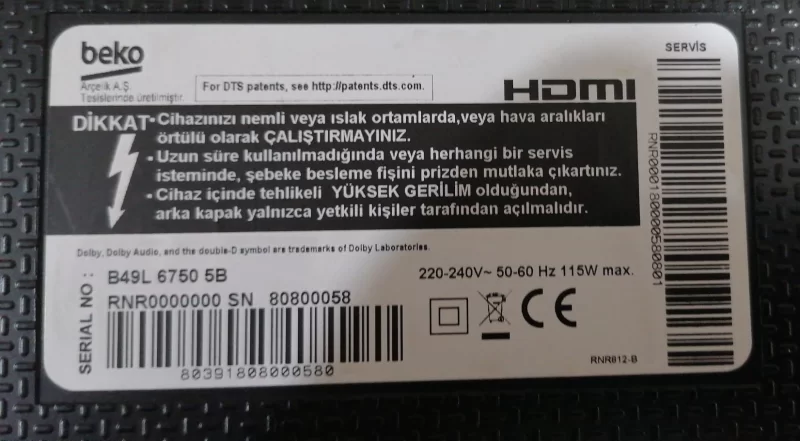 beko
Arçelik A.Ş.
Tesislerinde üretilmiştir.
For DTS patents, see http://patents.dts.com.
HDMI
SERVİS
DİKKAT
• Cihazınızı nemli veya ıslak ortamlarda,veya hava aralıkları
örtülü olarak ÇALIŞTIRMAYINIZ.
• Uzun süre kullanılmadığında veya herhangi bir servis
isteminde, şebeke besleme fişini prizden mutlaka çıkartınız.
• Cihaz içinde tehlikeli YÜKSEK GERİLİM olduğundan,
arka kapak yalnızca yetkili kişiler tarafından açılmalıdır.
Dolby, Dolby Audio, and the double-D symbol are trademarks of Dolby Laboratories.
SERIAL NO :
B49L 6750 5B
RNR0000000 SN 80800058
80391808000580
220-240V~ 50-60 Hz 115W max.
CE
RNR812-B
RNR0001800000580801